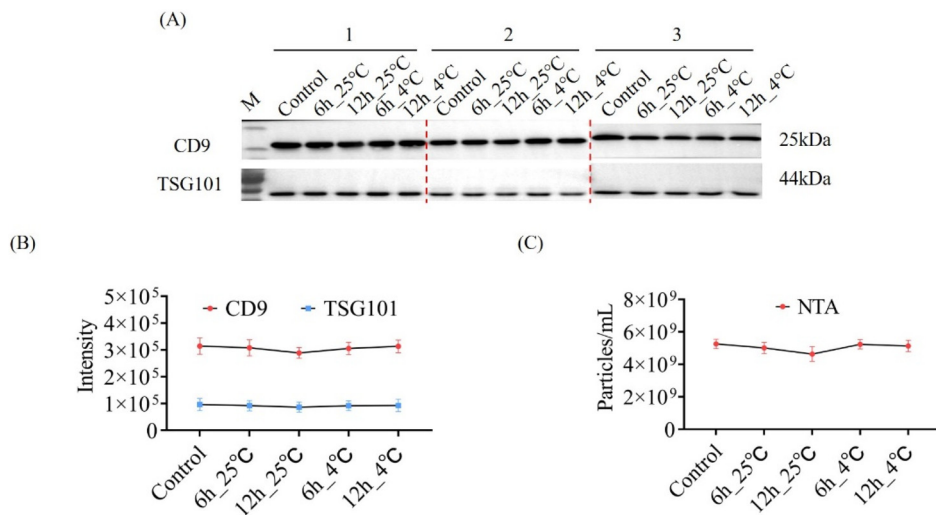 (A)
1 2 3
M Control 6h_25℃ 12h_25℃ 6h_4℃ 12h_4℃ Control 6h_25℃ 12h_25℃ 6h_4℃ 12h_4℃ Control 6h_25℃ 12h_25℃ 6h_4℃ 12h_4℃
CD9 25kDa
TSG101 44kDa
(B)
CD9 TSG101
Intensity
5×10⁵
4×10⁵
3×10⁵
2×10⁵
1×10⁵
0
Control 6h_25℃ 12h_25℃ 6h_4℃ 12h_4℃
(C)
NTA
Particles/mL
8×10⁹
6×10⁹
4×10⁹
2×10⁹
0
Control 6h_25℃ 12h_25℃ 6h_4℃ 12h_4℃